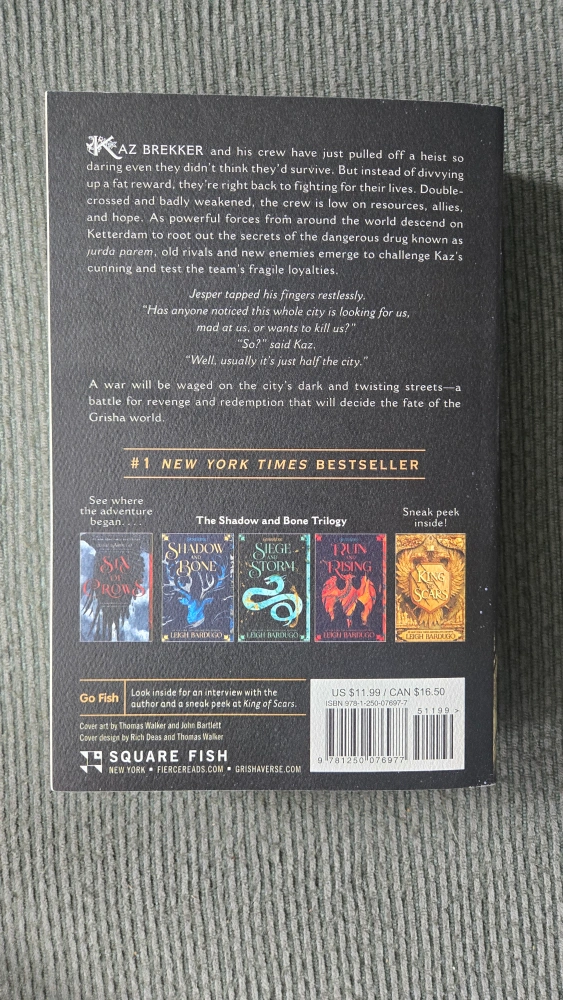 KAZ BREKKER and his crew have just pulled off a heist so
daring even they didn't think they'd survive. But instead of divvying
up a fat reward, they're right back to fighting for their lives. Double-
crossed and badly weakened, the crew is low on resources, allies,
and hope. As powerful forces from around the world descend on
Ketterdam to root out the secrets of the dangerous drug known as
jurda parem, old rivals and new enemies emerge to challenge Kaz's
cunning and test the team's fragile loyalties.
Jesper tapped his fingers restlessly.
"Has anyone noticed this whole city is looking for us,
mad at us, or wants to kill us?"
"So?" said Kaz.
"Well, usually it's just half the city."
A war will be waged on the city's dark and twisting streets—a
battle for revenge and redemption that will decide the fate of the
Grisha world.
#1 NEW YORK TIMES BESTSELLER
See where
the adventure
began....
The Shadow and Bone Trilogy
Sneak peek
inside!
SIX
OF
CROWS
SHADOW
AND
BONE
LEIGH BARDUGO
SIEGE
AND
STORM
LEIGH BARDUGO
RUIN
AND
RISING
LEIGH BARDUGO
KING
OF
SCARS
LEIGH BARDUGO
Go Fish
Look inside for an interview with the
author and a sneak peek at King of Scars.
Cover art by Thomas Walker and John Bartlett
Cover design by Rich Deas and Thomas Walker
SQUARE FISH
NEW YORK • FIERCEREADS.COM • GRISHAVERSE.COM
US $11.99 / CAN $16.50
ISBN 978-1-250-07697-7
51199 >
9 781250 076977